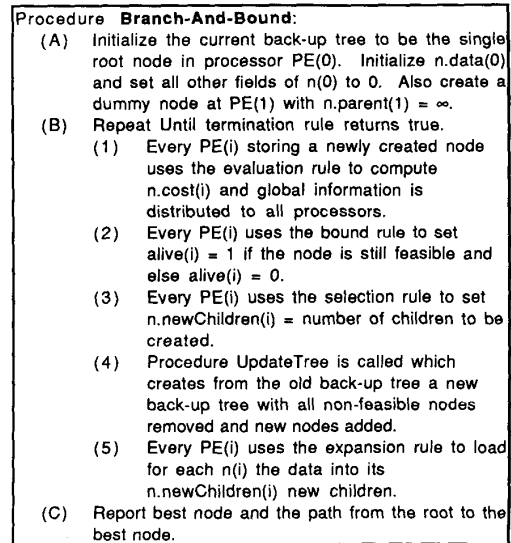 Procedure Branch-And-Bound:
(A) Initialize the current back-up tree to be the single
root node in processor PE(0). Initialize n.data(0)
and set all other fields of n(0) to 0. Also create a
dummy node at PE(1) with n.parent(1) = ∞.
(B) Repeat Until termination rule returns true.
(1) Every PE(i) storing a newly created node
uses the evaluation rule to compute
n.cost(i) and global information is
distributed to all processors.
(2) Every PE(i) uses the bound rule to set
alive(i) = 1 if the node is still feasible and
else alive(i) = 0.
(3) Every PE(i) uses the selection rule to set
n.newChildren(i) = number of children to be
created.
(4) Procedure UpdateTree is called which
creates from the old back-up tree a new
back-up tree with all non-feasible nodes
removed and new nodes added.
(5) Every PE(i) uses the expansion rule to load
for each n(i) the data into its
n.newChildren(i) new children.
(C) Report best node and the path from the root to the
best node.